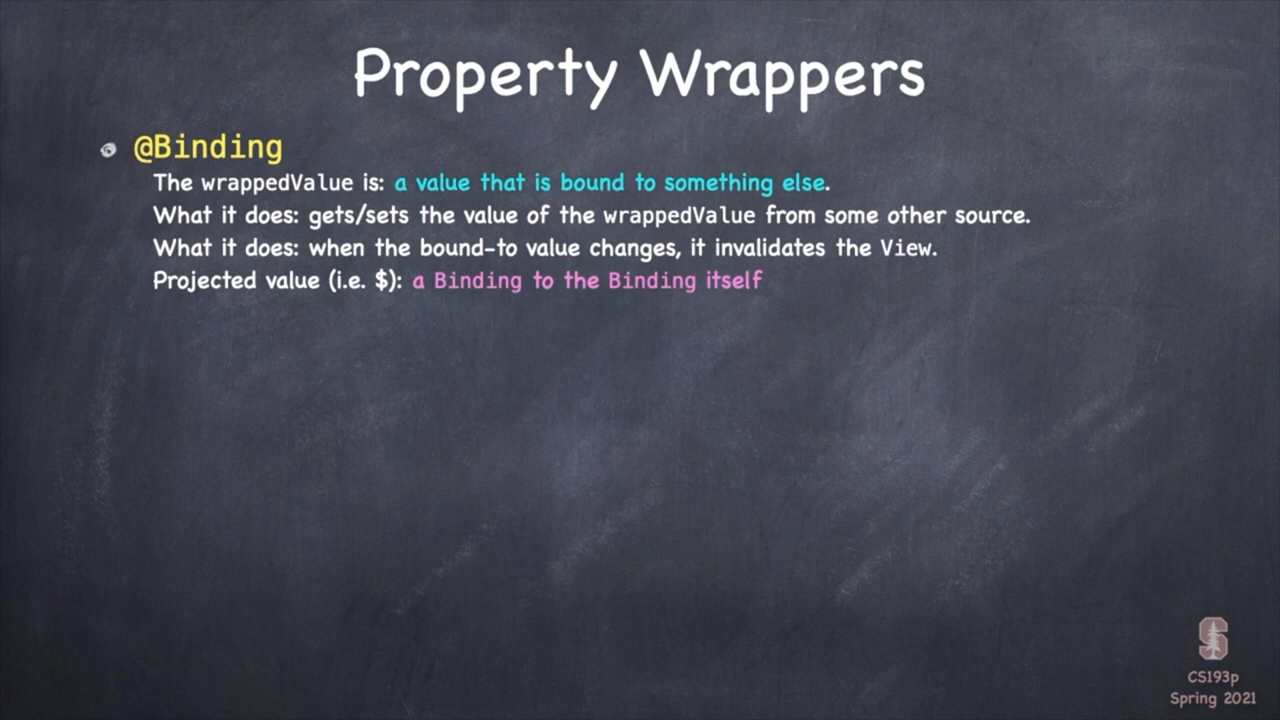 Property Wrappers
@Binding
The wrappedValue is: a value that is bound to something else.
What it does: gets/sets the value of the wrappedValue from some other source.
What it does: when the bound-to value changes, it invalidates the View.
Projected value (i.e. $): a Binding to the Binding itself
S
CS193p
Spring 2021